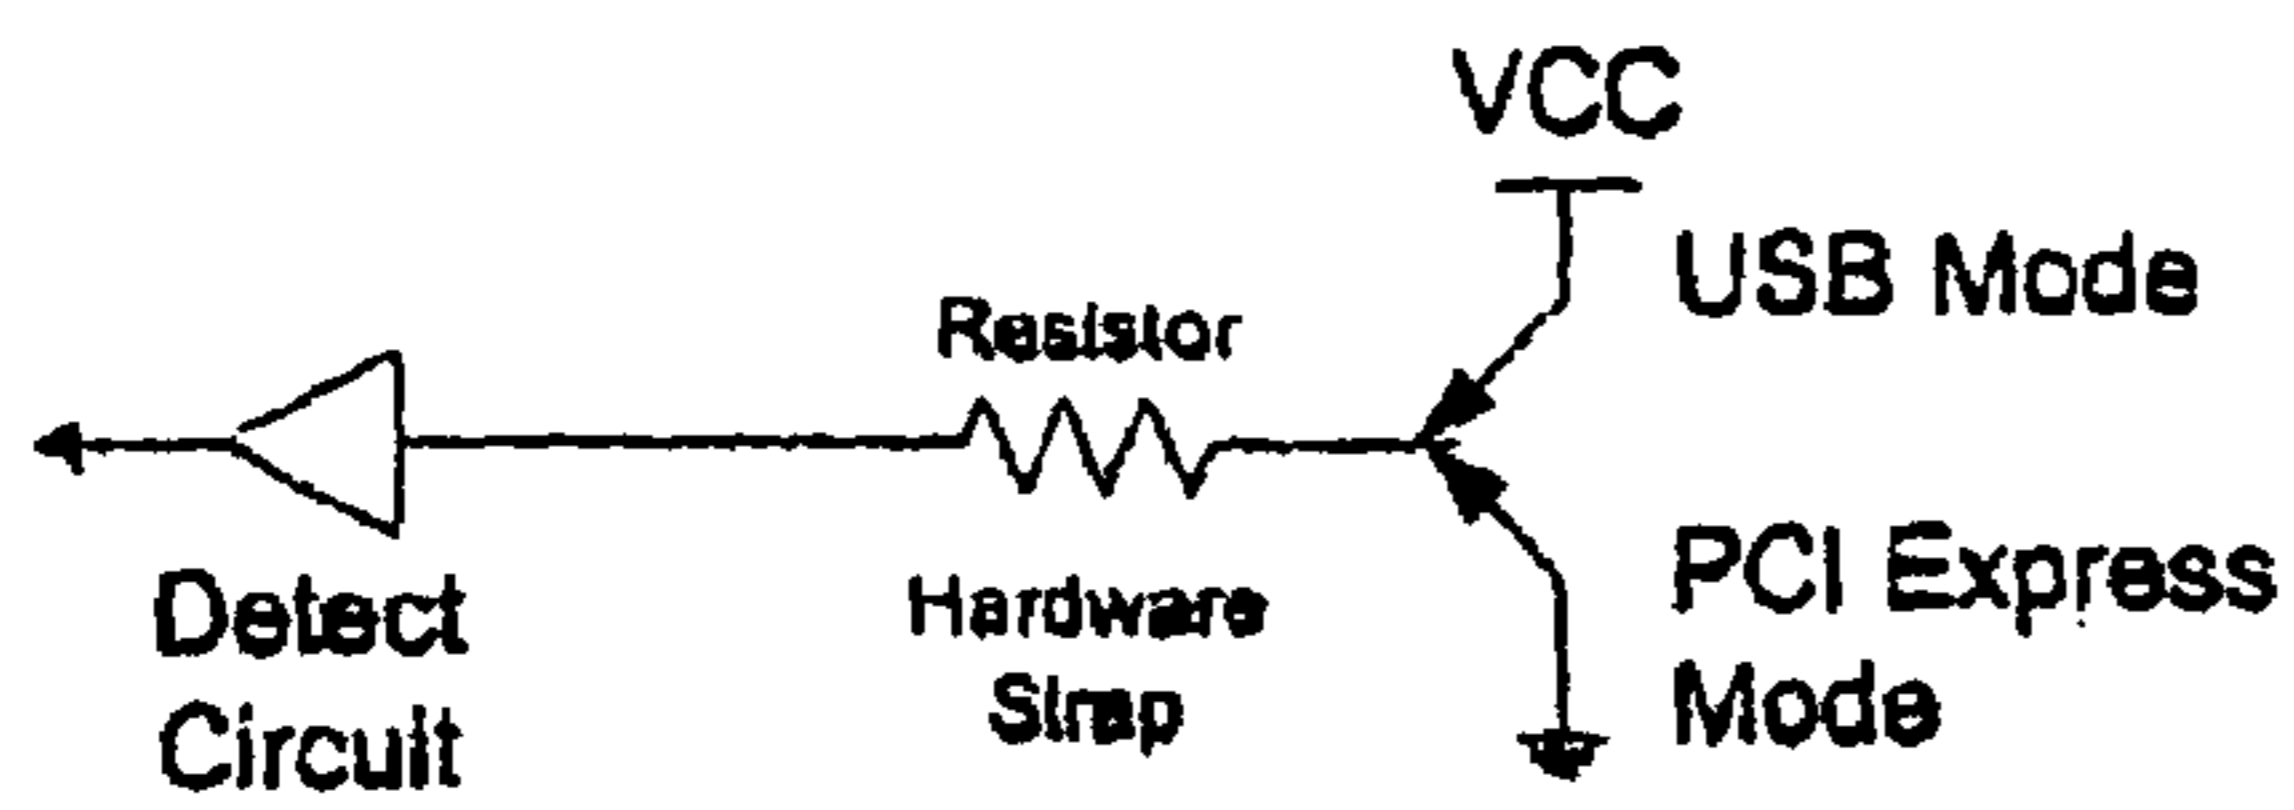 VCC
USB Mode
Resistor
Detect
Circuit
Hardware
Strap
PCI Express
Mode